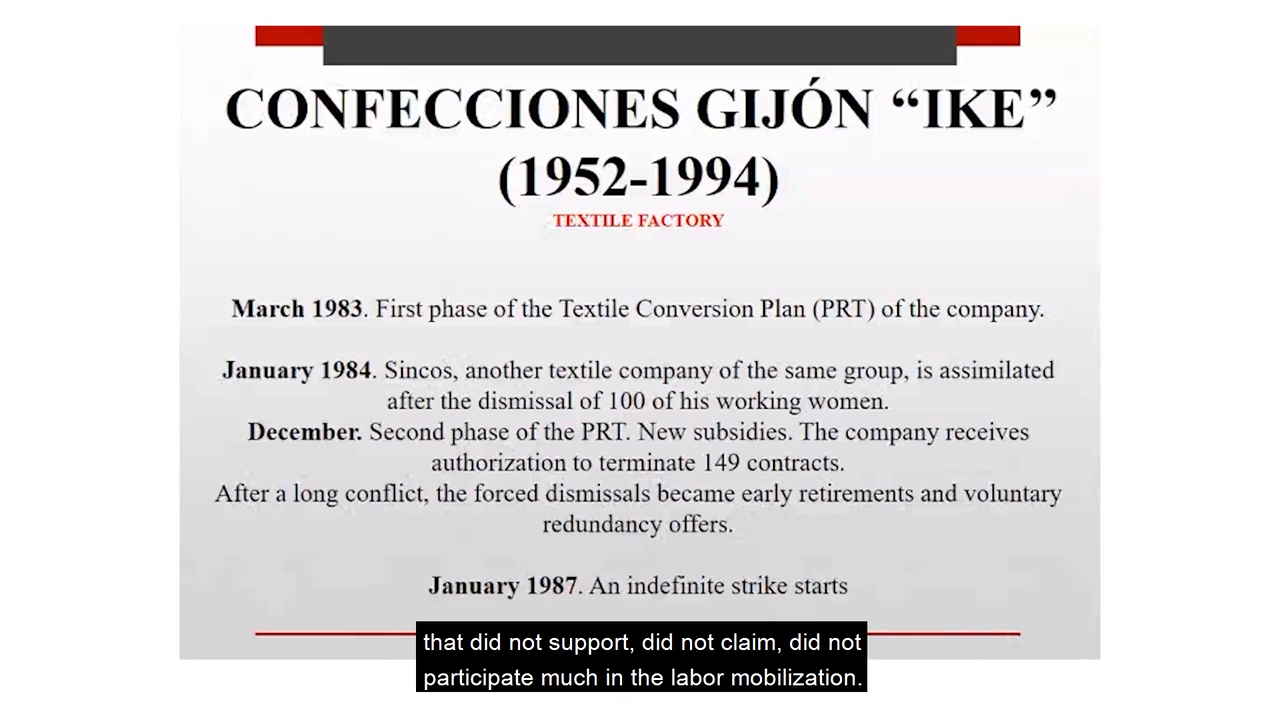 CONFECCIONES GIJÓN “IKE”
(1952-1994)
TEXTILE FACTORY
March 1983. First phase of the Textile Conversion Plan (PRT) of the company.
January 1984. Sincos, another textile company of the same group, is assimilated
after the dismissal of 100 of his working women.
December. Second phase of the PRT. New subsidies. The company receives
authorization to terminate 149 contracts.
After a long conflict, the forced dismissals became early retirements and voluntary
redundancy offers.
January 1987. An indefinite strike starts
that did not support, did not claim, did not
participate much in the labor mobilization.